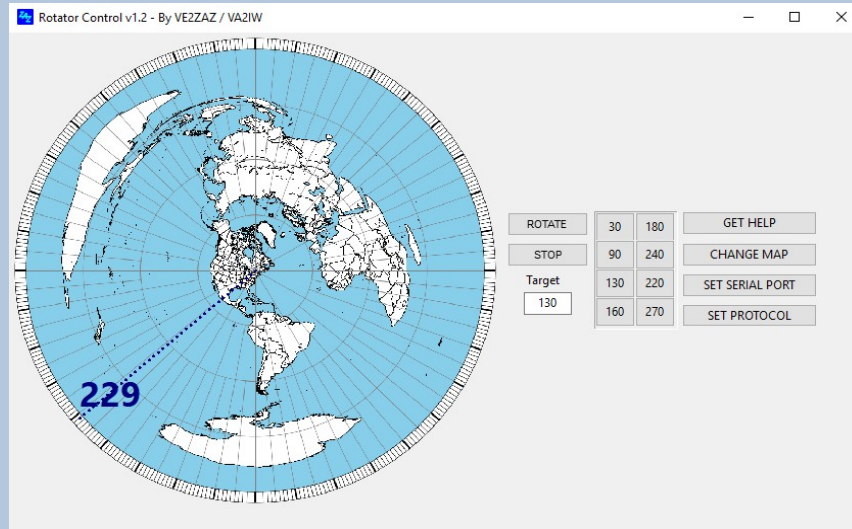 Rotator Control v1.2 - By VE2ZAZ / VA2IW
ROTATE
STOP
Target
130
30 180
90 240
130 220
160 270
GET HELP
CHANGE MAP
SET SERIAL PORT
SET PROTOCOL
229